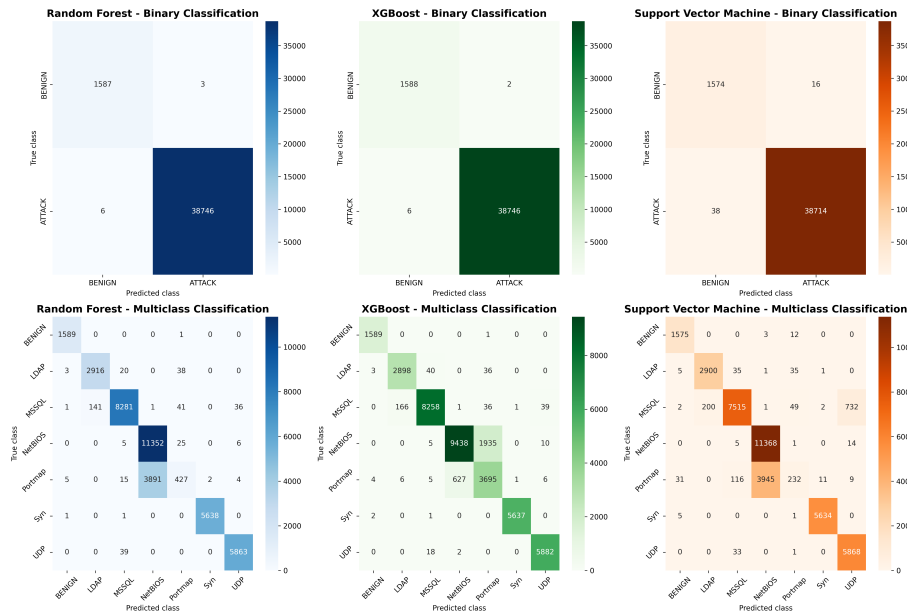 Random Forest - Binary Classification
BENIGN
ATTACK
True class
1587 3
6 38746
BENIGN ATTACK
Predicted class
35000
30000
25000
20000
15000
10000
5000
XGBoost - Binary Classification
BENIGN
ATTACK
True class
1588 2
6 38746
BENIGN ATTACK
Predicted class
35000
30000
25000
20000
15000
10000
5000
Support Vector Machine - Binary Classification
BENIGN
ATTACK
True class
1574 16
38 38714
BENIGN ATTACK
Predicted class
350
300
250
200
150
100
500
Random Forest - Multiclass Classification
True class
BENIGN 1589 0 0 0 1 0 0
LDAP 3 2916 20 0 38 0 0
MSSQL 1 141 8281 1 41 0 36
NetBIOS 0 0 5 11352 25 0 6
Portmap 5 0 15 3891 427 2 4
Syn 1 0 1 0 0 5638 0
UDP 0 0 39 0 0 0 5863
BENIGN LDAP MSSQL NetBIOS Portmap Syn UDP
Predicted class
10000
8000
6000
4000
2000
0
XGBoost - Multiclass Classification
True class
BENIGN 1589 0 0 0 1 0 0
LDAP 3 2898 40 0 36 0 0
MSSQL 0 166 8258 1 36 1 39
NetBIOS 0 0 5 9438 1935 0 10
Portmap 4 6 5 627 3695 1 6
Syn 2 0 1 0 0 5637 0
UDP 0 0 18 2 0 0 5882
BENIGN LDAP MSSQL NetBIOS Portmap Syn UDP
Predicted class
8000
6000
4000
2000
0
Support Vector Machine - Multiclass Classification
True class
BENIGN 1575 0 0 3 12 0 0
LDAP 5 2900 35 1 35 1 0
MSSQL 2 200 7515 1 49 2 732
NetBIOS 0 0 5 11368 1 0 14
Portmap 31 0 116 3945 232 11 9
Syn 5 0 0 0 1 5634 0
UDP 0 0 33 0 1 0 5868
BENIGN LDAP MSSQL NetBIOS Portmap Syn UDP
Predicted class
100
800
600
400
200
0